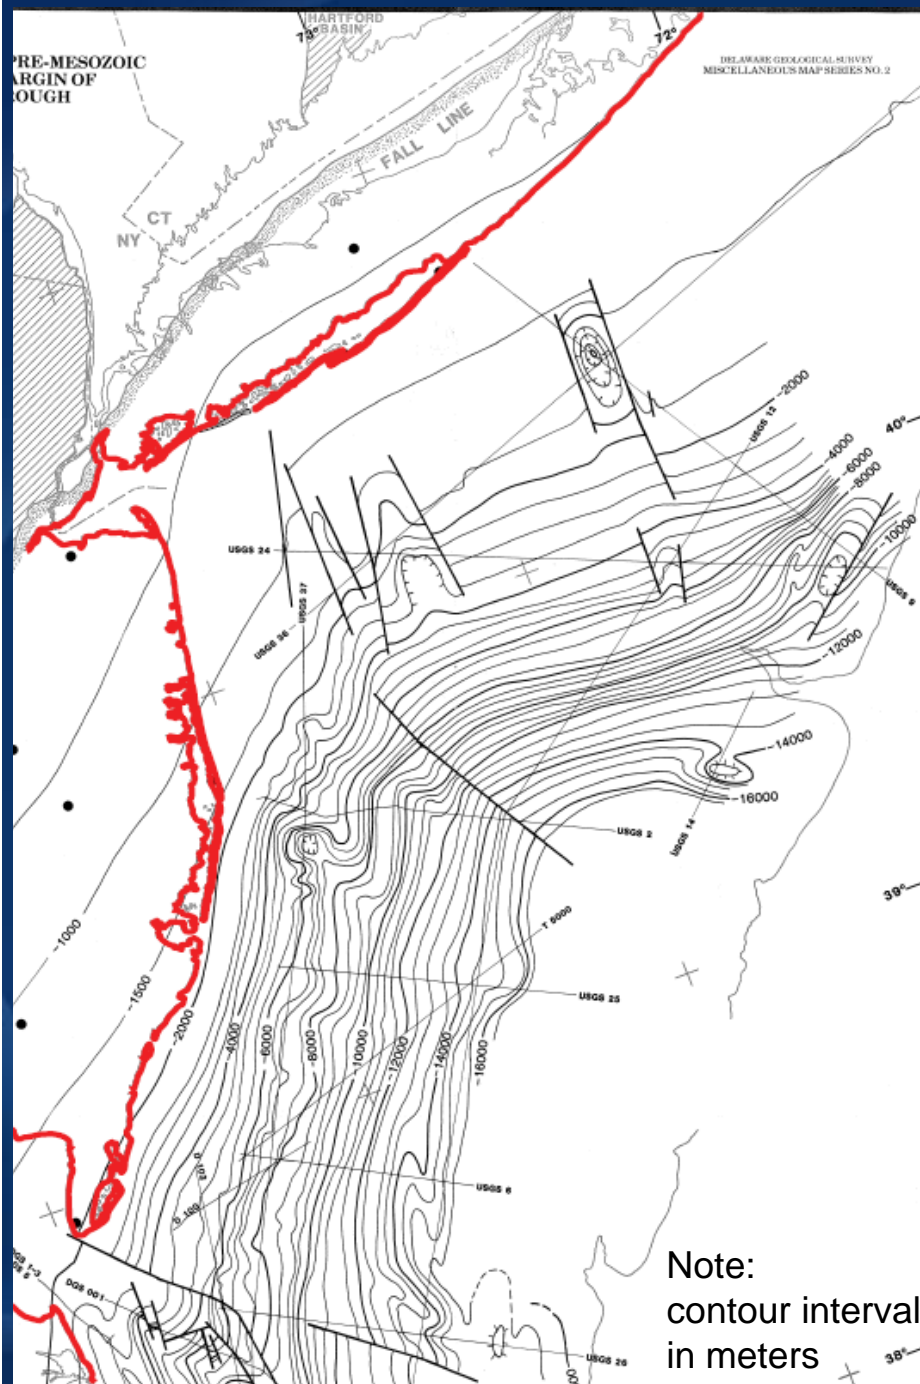 HARTFORD
BASIN
73°
72°
PRE-MESOZOIC
ARGIN OF
OUGH
DELAWARE GEOLOGICAL SURVEY
MISCELLANEOUS MAP SERIES NO. 2
FALL LINE
CT
NY
-2000
USGS 12
40°
-4000
-6000
-8000
-10000
USGS 24
USGS 37
USGS 9
USGS 36
-12000
-14000
-16000
USGS 2
USGS 14
39°
T 6000
-1000
-1500
USGS 25
-2000
-4000
-6000
-8000
-10000
-12000
-14000
-16000
D 102
USGS 6
D 100
DGS 001
USGS 26
Note:
contour interval
in meters
38°